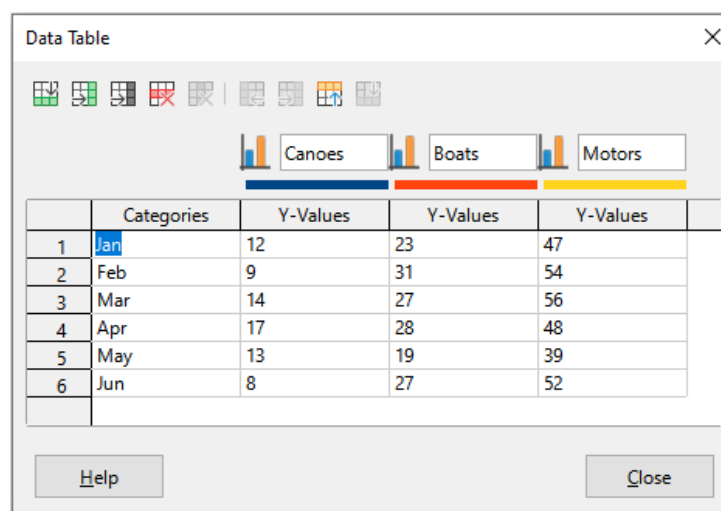 Data Table
Canoes Boats Motors
Categories Y-Values Y-Values Y-Values
1 Jan 12 23 47
2 Feb 9 31 54
3 Mar 14 27 56
4 Apr 17 28 48
5 May 13 19 39
6 Jun 8 27 52
Help Close